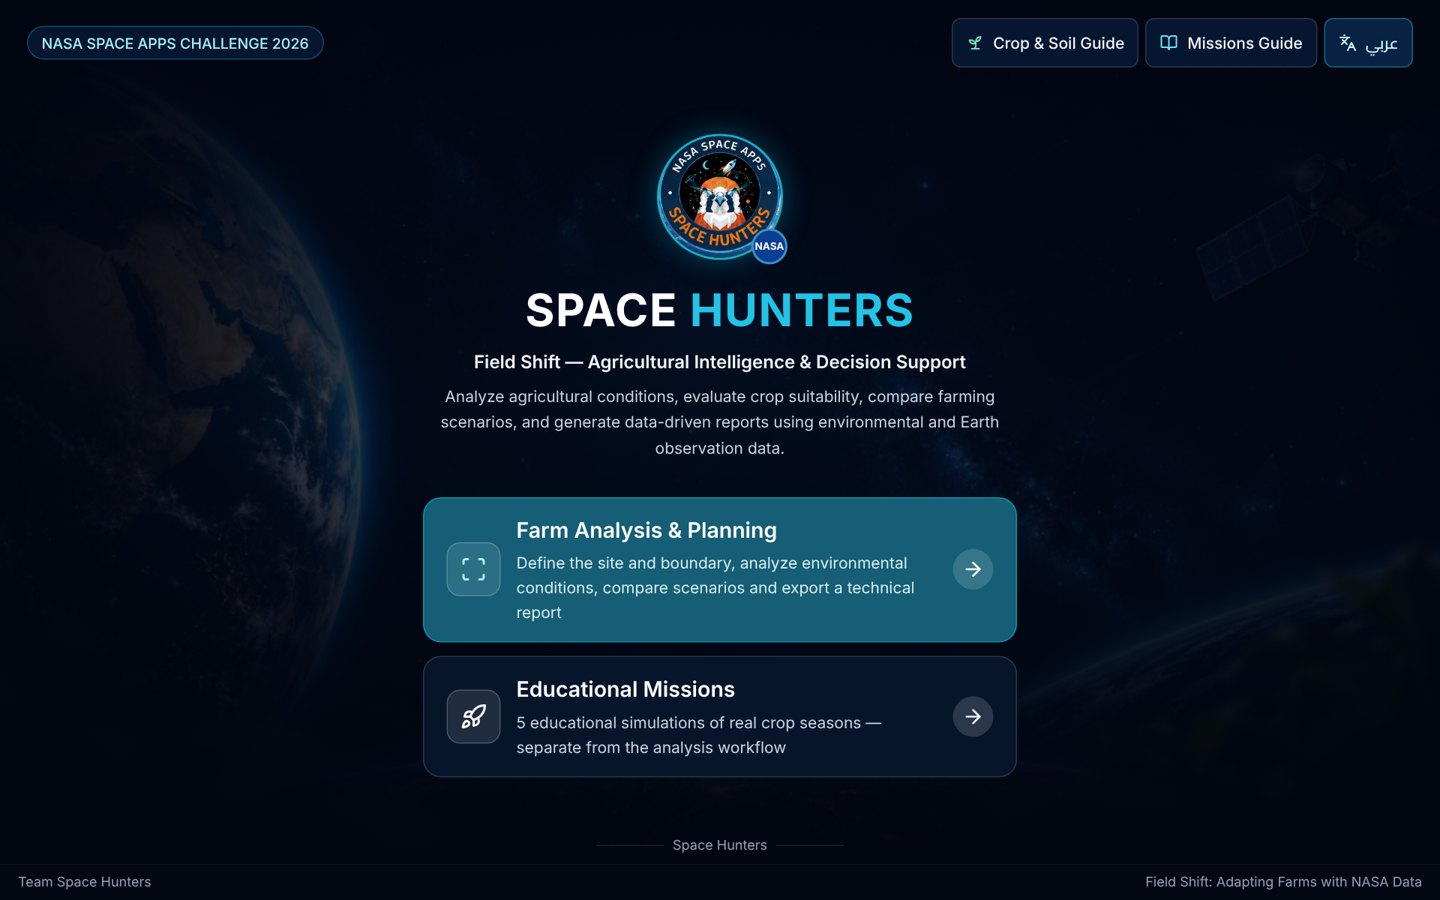 NASA SPACE APPS CHALLENGE 2026
Crop & Soil Guide
Missions Guide
عربي
NASA SPACE APPS
SPACE HUNTERS
NASA
SPACE HUNTERS
Field Shift — Agricultural Intelligence & Decision Support
Analyze agricultural conditions, evaluate crop suitability, compare farming
scenarios, and generate data-driven reports using environmental and Earth
observation data.
Farm Analysis & Planning
Define the site and boundary, analyze environmental
conditions, compare scenarios and export a technical
report
Educational Missions
5 educational simulations of real crop seasons —
separate from the analysis workflow
Space Hunters
Team Space Hunters
Field Shift: Adapting Farms with NASA Data